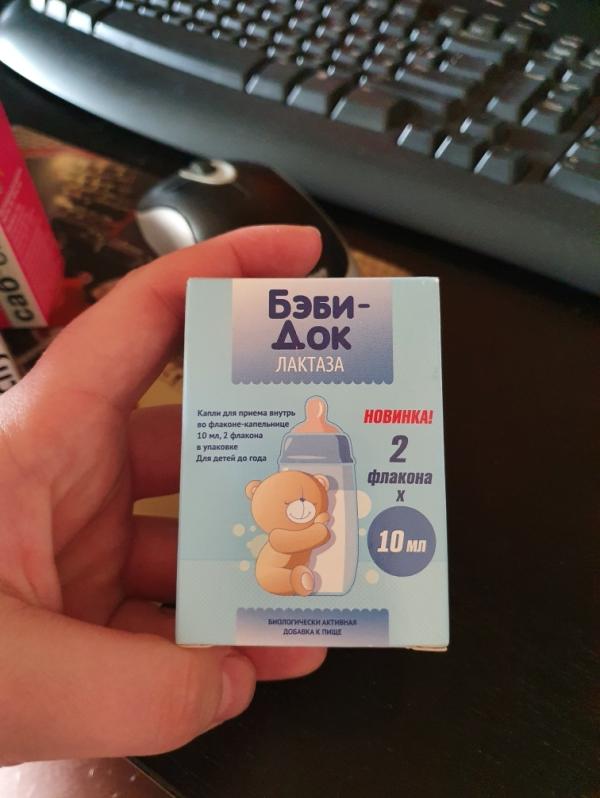 Бэби-
Док
ЛАКТАЗА
Капли для приема внутрь
во флаконе-капельнице
10 мл, 2 флакона
в упаковке
Для детей до года
НОВИНКА!
2
флакона
х
10 мл
БИОЛОГИЧЕСКИ АКТИВНАЯ
ДОБАВКА К ПИЩЕ